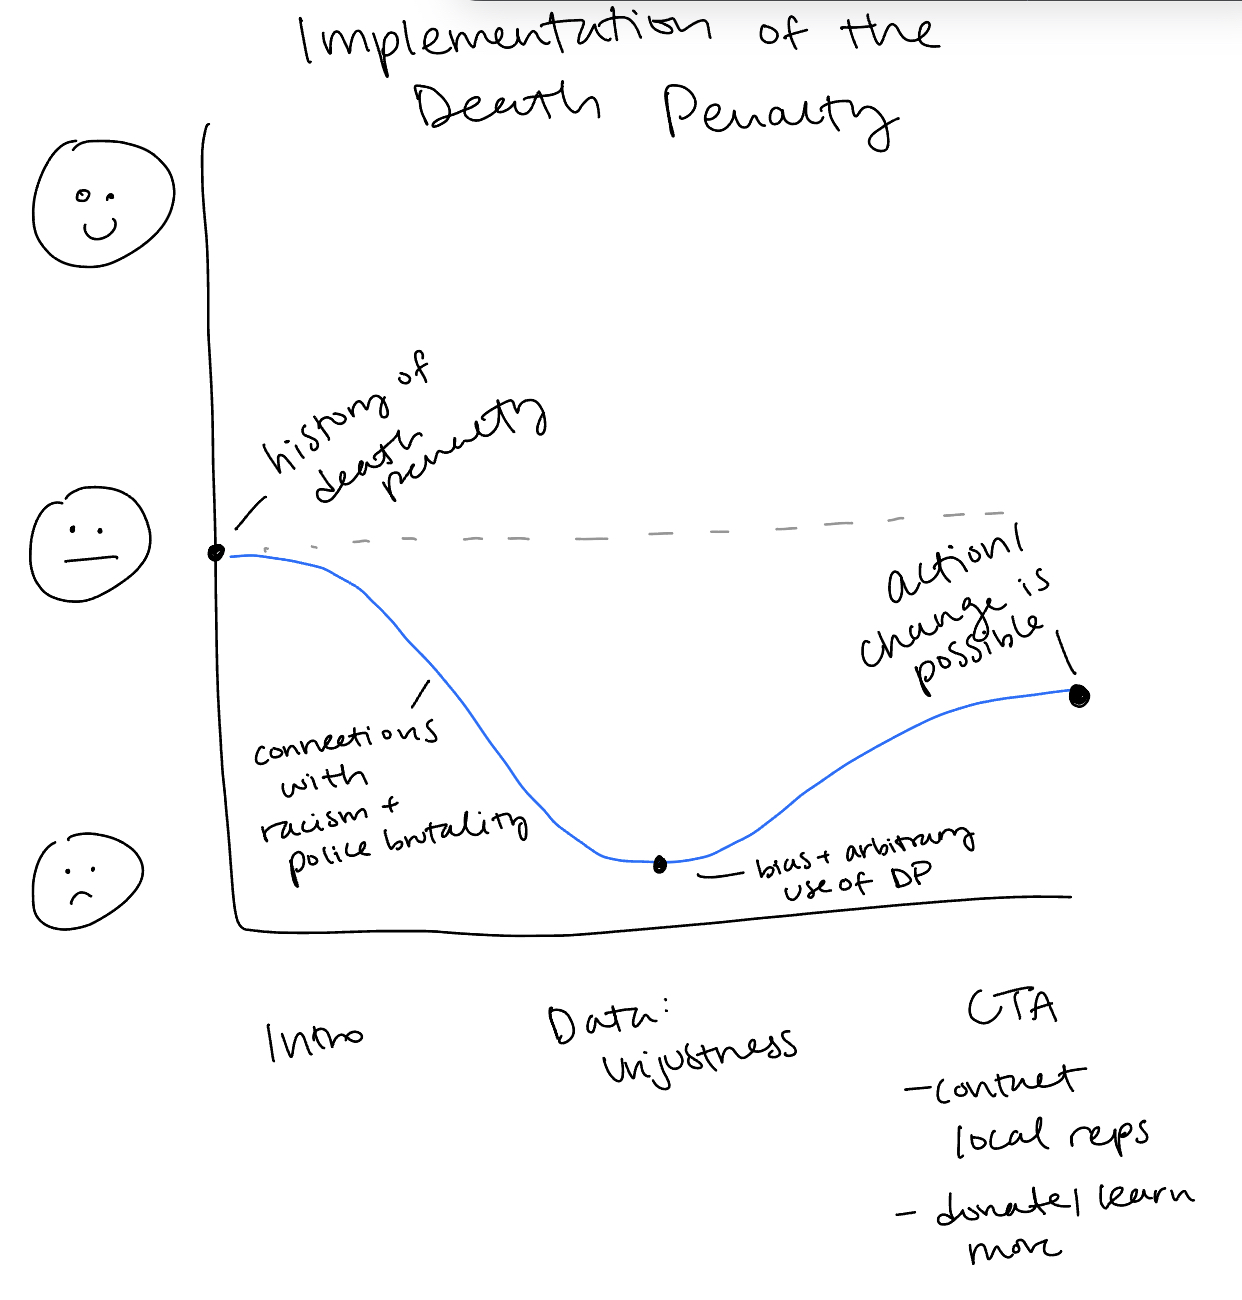 Implementation of the
Death Penalty
history of
death
penalty
action/
change is
possible
connections
with
racism +
police brutality
bias + arbitrary
use of DP
Intro
Data:
Unjustness
CTA
- contact
local reps
- donate/learn
more